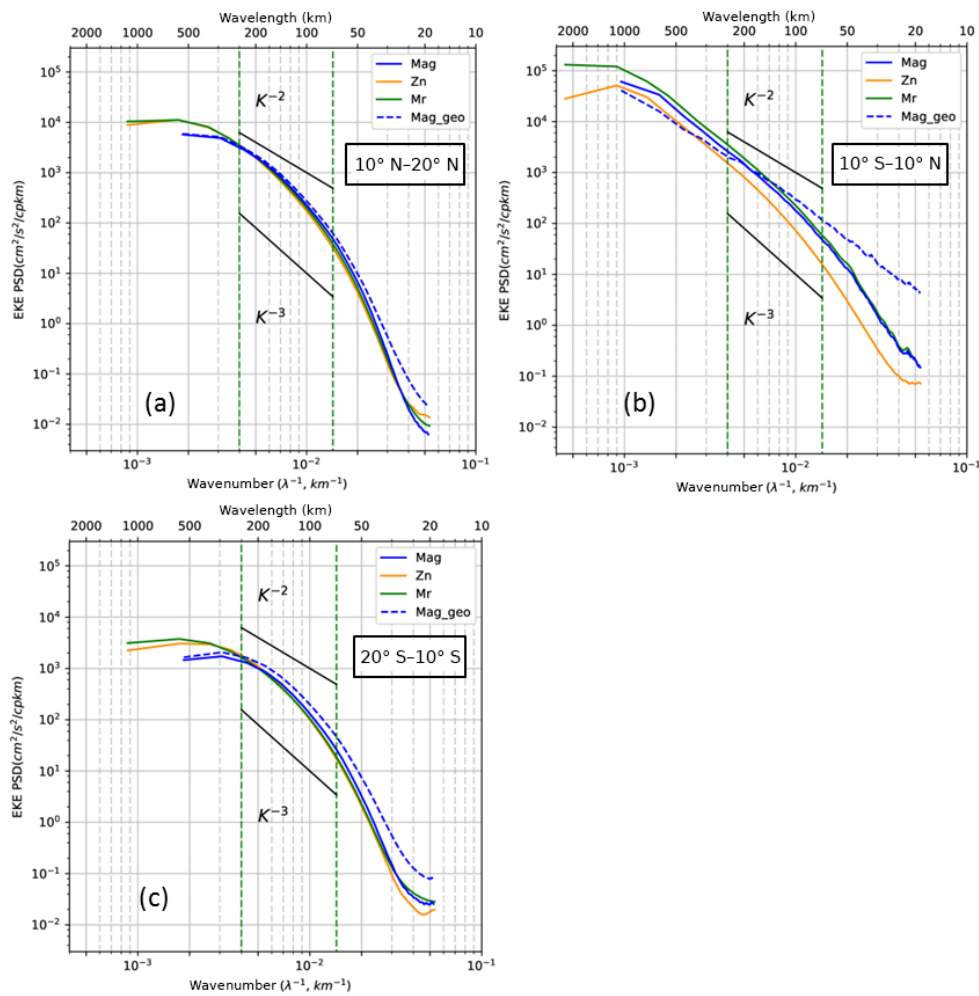 Wavelength (km)
2000 1000 500 200 100 50 20 10
Mag
Zn
Mr
Mag_geo
K⁻²
10° N–20° N
K⁻³
(a)
EKE PSD(cm²/s²/cpkm)
10⁵
10⁴
10³
10²
10¹
10⁰
10⁻¹
10⁻²
10⁻³ 10⁻² 10⁻¹
Wavenumber (λ⁻¹, km⁻¹)
Wavelength (km)
2000 1000 500 200 100 50 20 10
Mag
Zn
Mr
Mag_geo
K⁻²
10° S–10° N
K⁻³
(b)
EKE PSD(cm²/s²/cpkm)
10⁵
10⁴
10³
10²
10¹
10⁰
10⁻¹
10⁻²
10⁻³ 10⁻² 10⁻¹
Wavenumber (λ⁻¹, km⁻¹)
Wavelength (km)
2000 1000 500 200 100 50 20 10
Mag
Zn
Mr
Mag_geo
K⁻²
20° S–10° S
K⁻³
(c)
EKE PSD(cm²/s²/cpkm)
10⁵
10⁴
10³
10²
10¹
10⁰
10⁻¹
10⁻²
10⁻³ 10⁻² 10⁻¹
Wavenumber (λ⁻¹, km⁻¹)